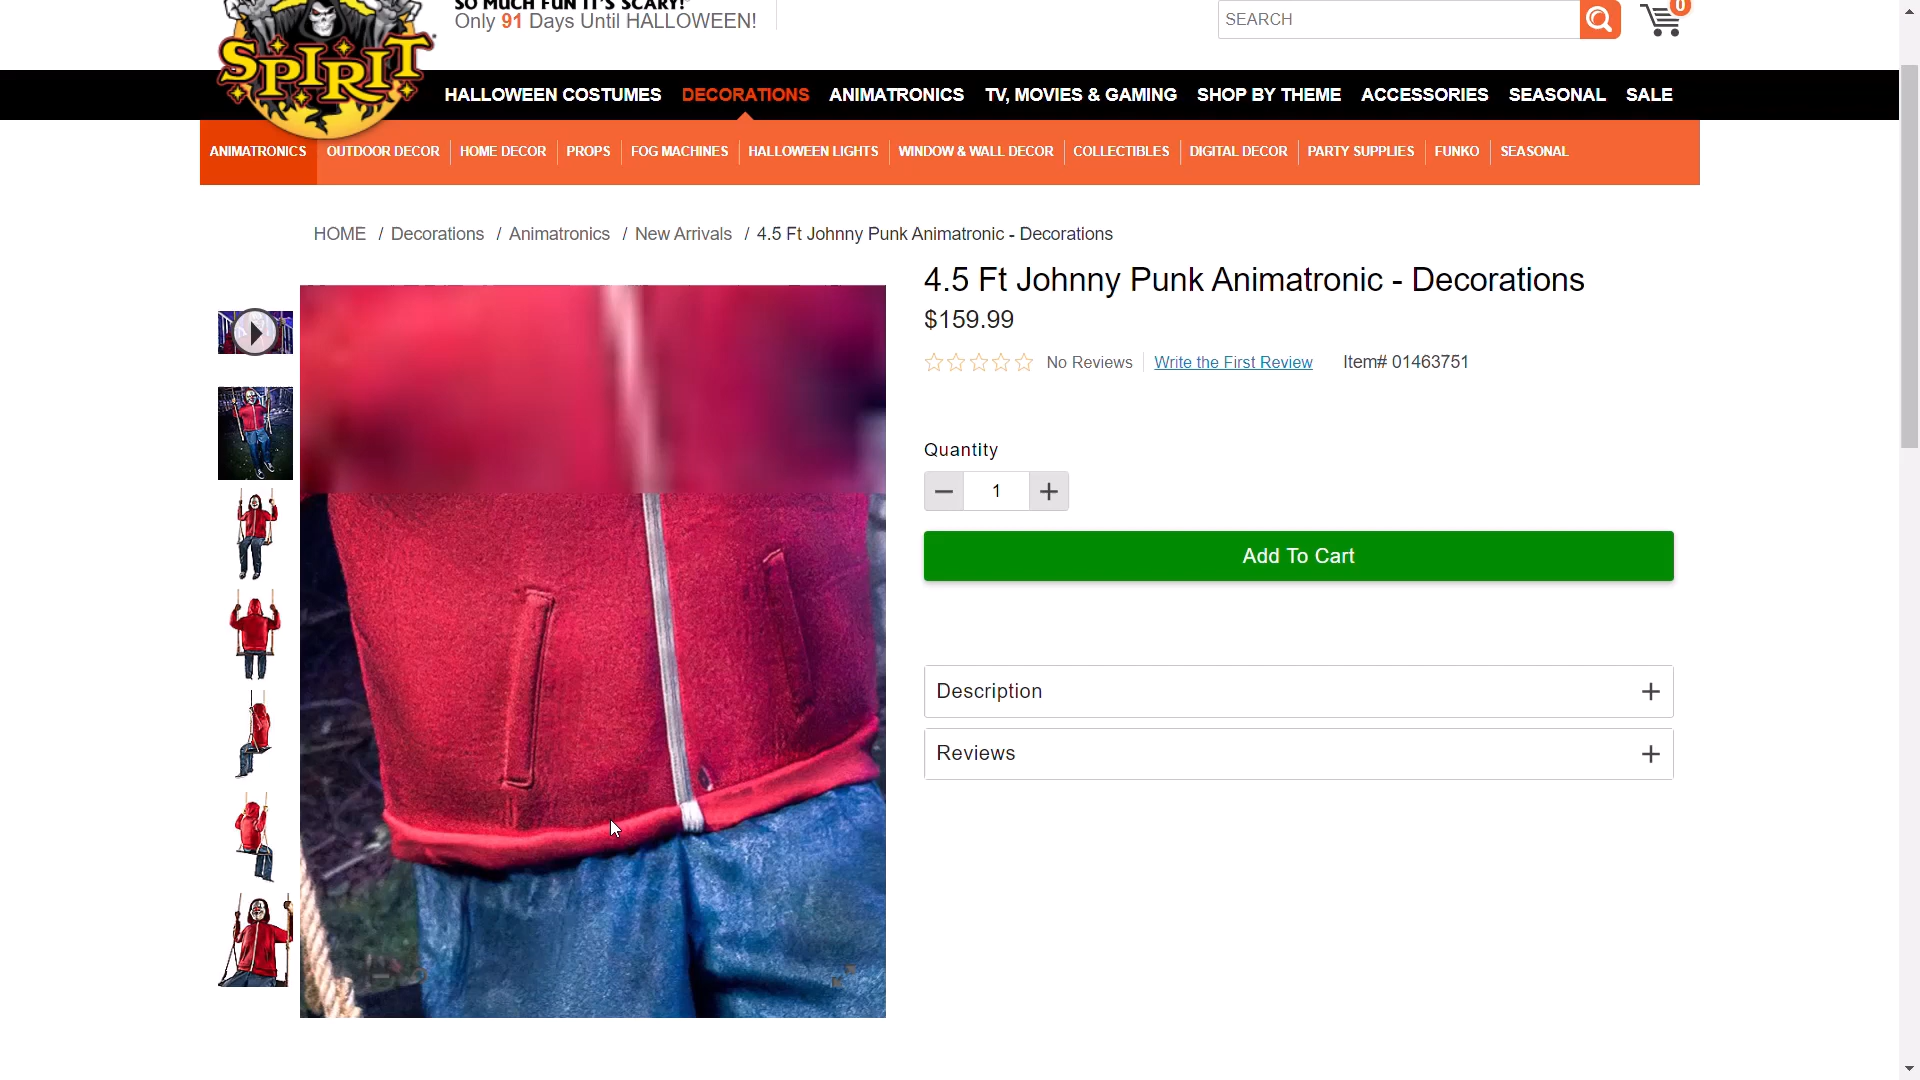 SO MUCH FUN IT'S SCARY!
Only 91 Days Until HALLOWEEN!
SEARCH
0
SPIRIT
HALLOWEEN COSTUMES DECORATIONS ANIMATRONICS TV, MOVIES & GAMING SHOP BY THEME ACCESSORIES SEASONAL SALE
ANIMATRONICS OUTDOOR DECOR HOME DECOR PROPS FOG MACHINES HALLOWEEN LIGHTS WINDOW & WALL DECOR COLLECTIBLES DIGITAL DECOR PARTY SUPPLIES FUNKO SEASONAL
HOME / Decorations / Animatronics / New Arrivals / 4.5 Ft Johnny Punk Animatronic - Decorations
4.5 Ft Johnny Punk Animatronic - Decorations
$159.99
No Reviews Write the First Review Item# 01463751
Quantity
1
Add To Cart
Description
Reviews